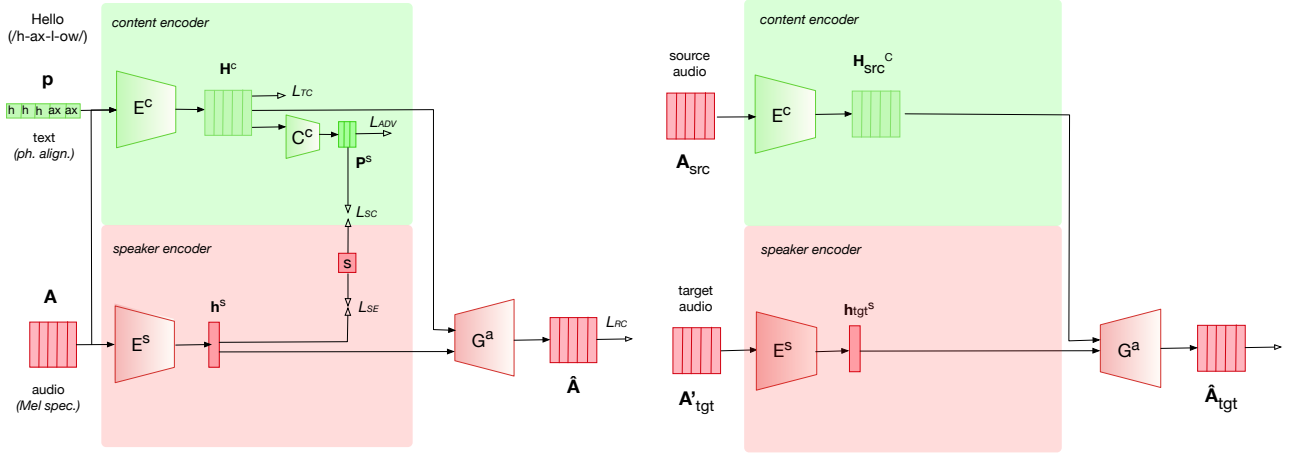 Hello
(/h-ax-l-ow/)
content encoder
p
h h h ax ax
text
(ph. align.)
E^c
H^c
L_TC
C^c
L_ADV
P^s
L_SC
speaker encoder
s
A
audio
(Mel spec.)
E^s
h^s
L_SE
G^a
L_RC
Â
content encoder
source
audio
A_src
E^c
H_src^C
speaker encoder
target
audio
A'_tgt
E^s
h_tgt^s
G^a
Â_tgt